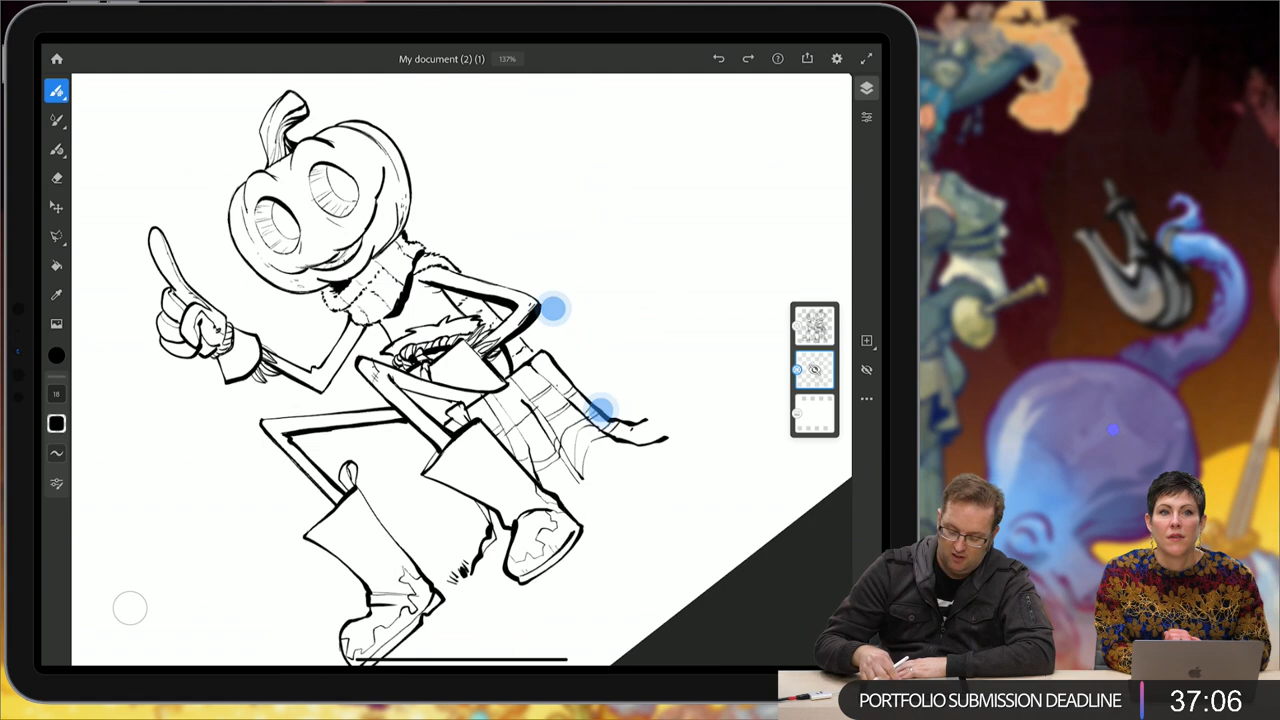 My document (2) (1) 137%
18
PORTFOLIO SUBMISSION DEADLINE 37:06